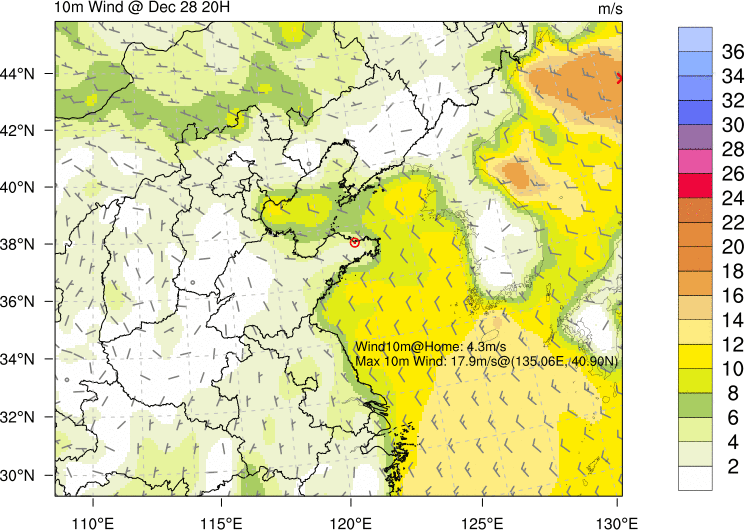 10m Wind @ Dec 28 20H
m/s
44°N
42°N
40°N
38°N
36°N
34°N
32°N
30°N
110°E
115°E
120°E
125°E
130°E
Wind10m@Home: 4.3m/s
Max 10m Wind: 17.9m/s@(135.06E, 40.90N)
36
34
32
30
28
26
24
22
20
18
16
14
12
10
8
6
4
2